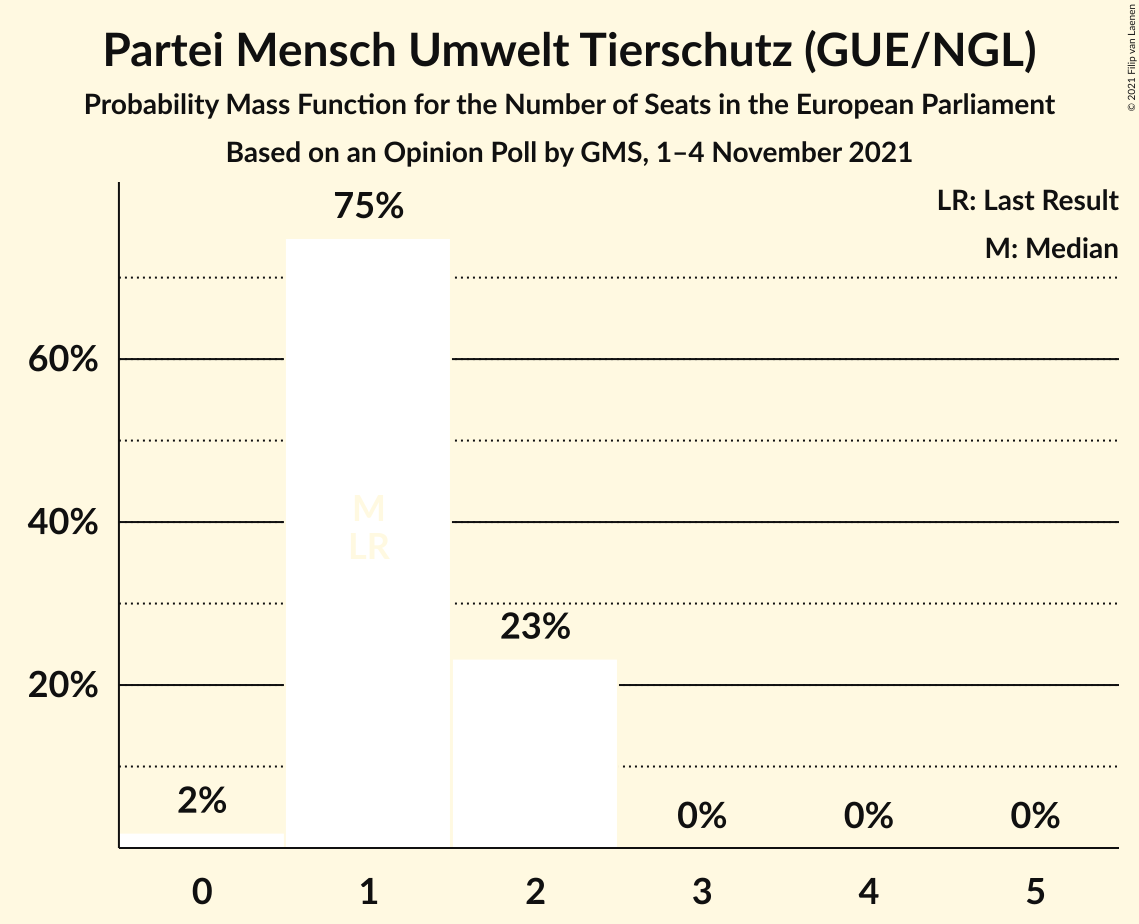 Partei Mensch Umwelt Tierschutz (GUE/NGL)
Probability Mass Function for the Number of Seats in the European Parliament
Based on an Opinion Poll by GMS, 1–4 November 2021
© 2021 Filip van Laenen
LR: Last Result
M: Median
75%
60%
M
40%
LR
23%
20%
2%
0% 0% 0%
0 1 2 3 4 5